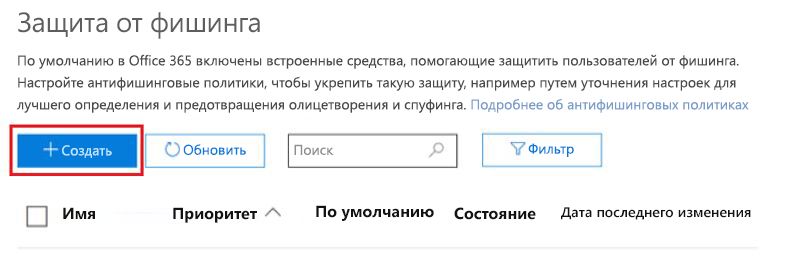 Защита от фишинга
По умолчанию в Office 365 включены встроенные средства, помогающие защитить пользователей от фишинга.
Настройте антифишинговые политики, чтобы укрепить такую защиту, например путем уточнения настроек для
лучшего определения и предотвращения олицетворения и спуфинга. Подробнее об антифишинговых политиках
Создать Обновить Поиск Фильтр
Имя Приоритет По умолчанию Состояние Дата последнего изменения